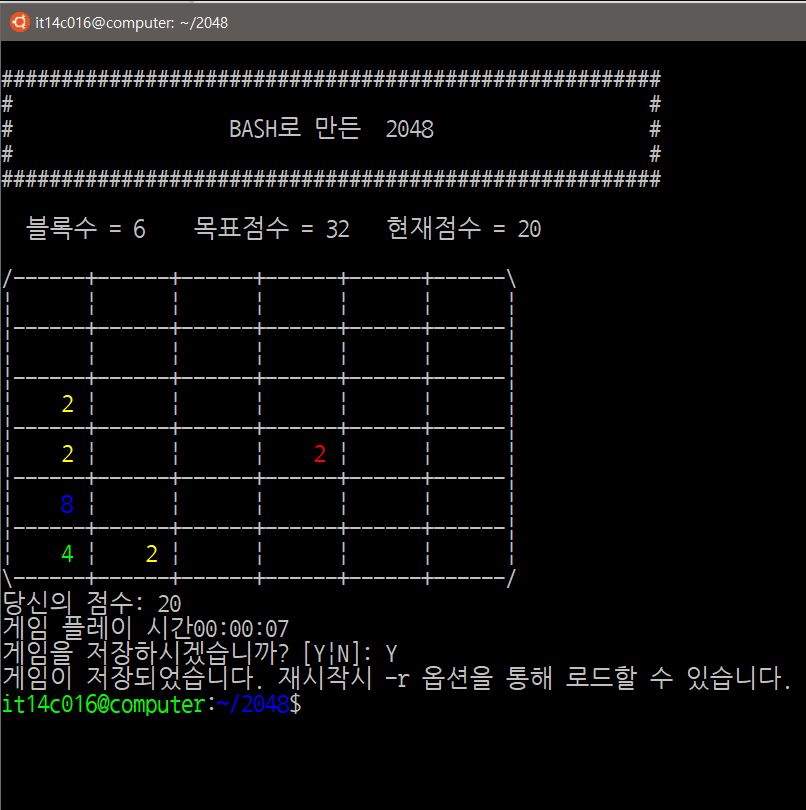 it14c016@computer: ~/2048
#######################################################
#                                                     #
#                  BASH로 만든  2048                  #
#                                                     #
#######################################################
블록수 = 6    목표점수 = 32   현재점수 = 20
/------+------+------+------+------+------\
¦      ¦      ¦      ¦      ¦      ¦      ¦
¦------+------+------+------+------+------¦
¦      ¦      ¦      ¦      ¦      ¦      ¦
¦------+------+------+------+------+------¦
¦    2 ¦      ¦      ¦      ¦      ¦      ¦
¦------+------+------+------+------+------¦
¦    2 ¦      ¦      ¦    2 ¦      ¦      ¦
¦------+------+------+------+------+------¦
¦    8 ¦      ¦      ¦      ¦      ¦      ¦
¦------+------+------+------+------+------¦
¦    4 ¦    2 ¦      ¦      ¦      ¦      ¦
\------+------+------+------+------+------/
당신의 점수: 20
게임 플레이 시간00:00:07
게임을 저장하시겠습니까? [Y¦N]: Y
게임이 저장되었습니다. 재시작시 -r 옵션을 통해 로드할 수 있습니다.
it14c016@computer:~/2048$